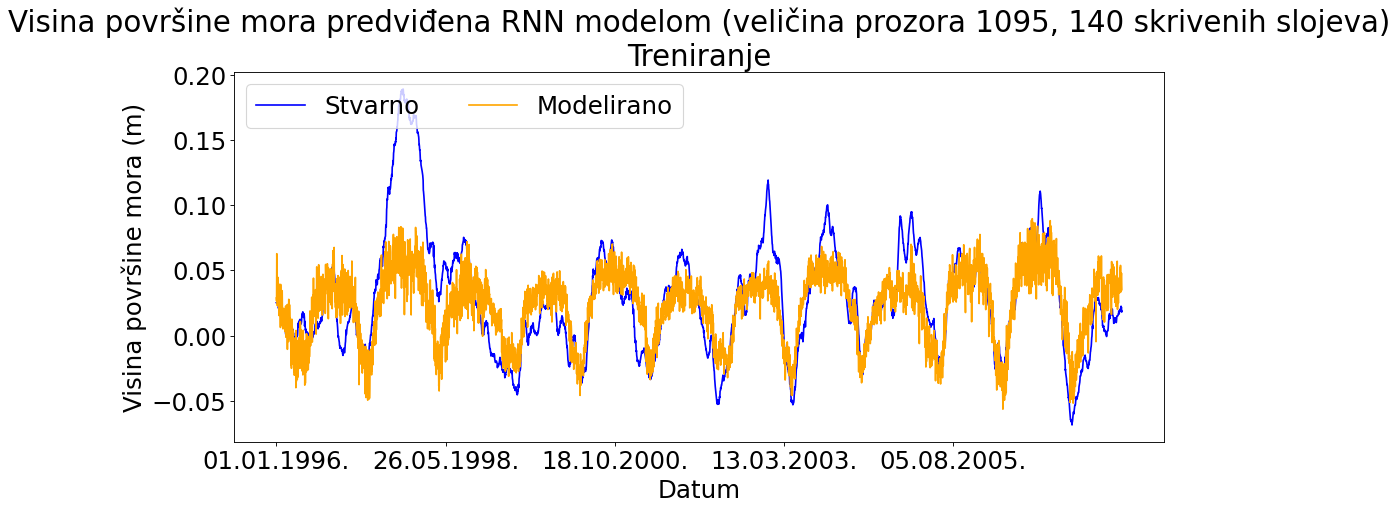 Visina površine mora predviđena RNN modelom (veličina prozora 1095, 140 skrivenih slojeva)
Treniranje
Stvarno
Modelirano
Visina površine mora (m)
0.20
0.15
0.10
0.05
0.00
−0.05
01.01.1996.
26.05.1998.
18.10.2000.
13.03.2003.
05.08.2005.
Datum